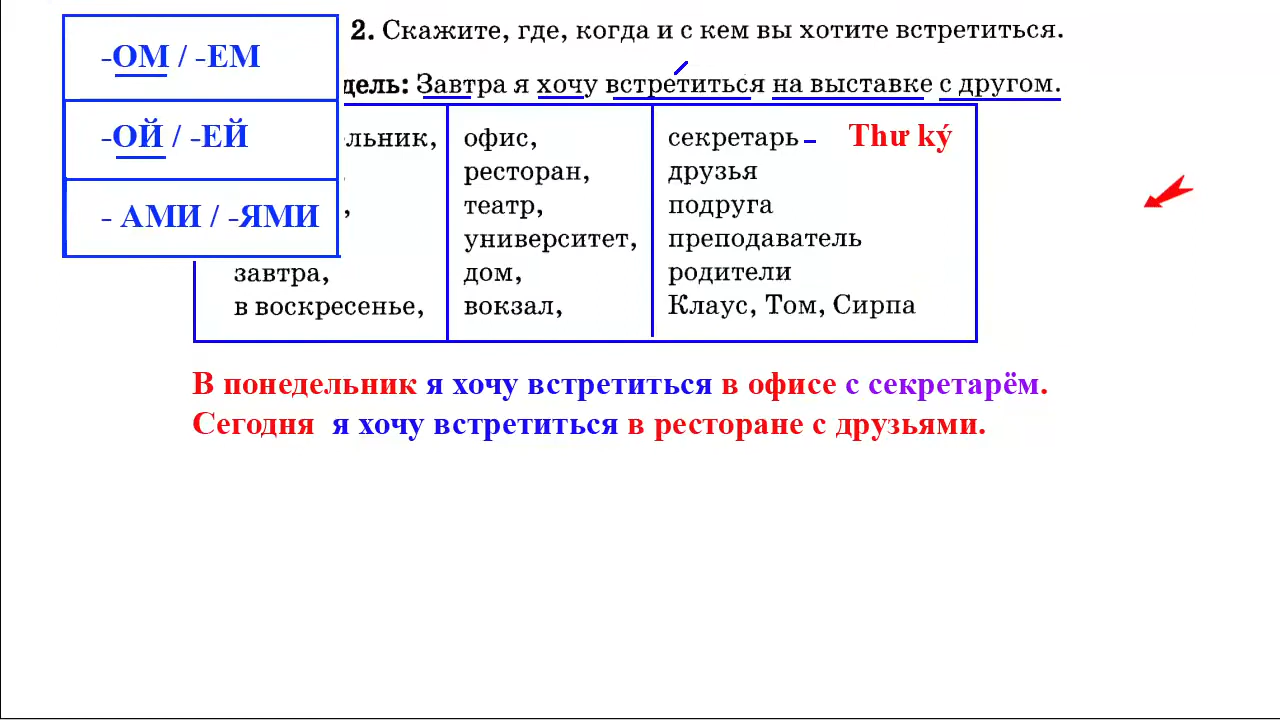 -ОМ / -ЕМ
-ОЙ / -ЕЙ
- АМИ / -ЯМИ
2. Скажите, где, когда и с кем вы хотите встретиться.
дель: Завтра я хочу встретиться на выставке с другом.
льник,
завтра,
в воскресенье,
офис,
ресторан,
театр,
университет,
дом,
вокзал,
секретарь – Thư ký
друзья
подруга
преподаватель
родители
Клаус, Том, Сирпа
В понедельник я хочу встретиться в офисе с секретарём.
Сегодня я хочу встретиться в ресторане с друзьями.